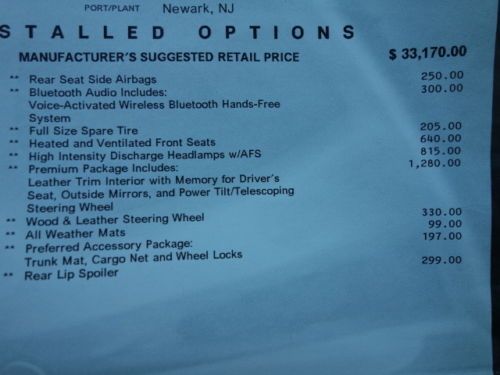 PORT/PLANT Newark, NJ
STALLED OPTIONS
MANUFACTURER'S SUGGESTED RETAIL PRICE $ 33,170.00
** Rear Seat Side Airbags 250.00
** Bluetooth Audio Includes: 300.00
Voice-Activated Wireless Bluetooth Hands-Free
System
** Full Size Spare Tire 205.00
** Heated and Ventilated Front Seats 640.00
** High Intensity Discharge Headlamps w/AFS 815.00
** Premium Package Includes: 1,280.00
Leather Trim Interior with Memory for Driver's
Seat, Outside Mirrors, and Power Tilt/Telescoping
Steering Wheel
** Wood & Leather Steering Wheel 330.00
** All Weather Mats 99.00
** Preferred Accessory Package: 197.00
Trunk Mat, Cargo Net and Wheel Locks
** Rear Lip Spoiler 299.00